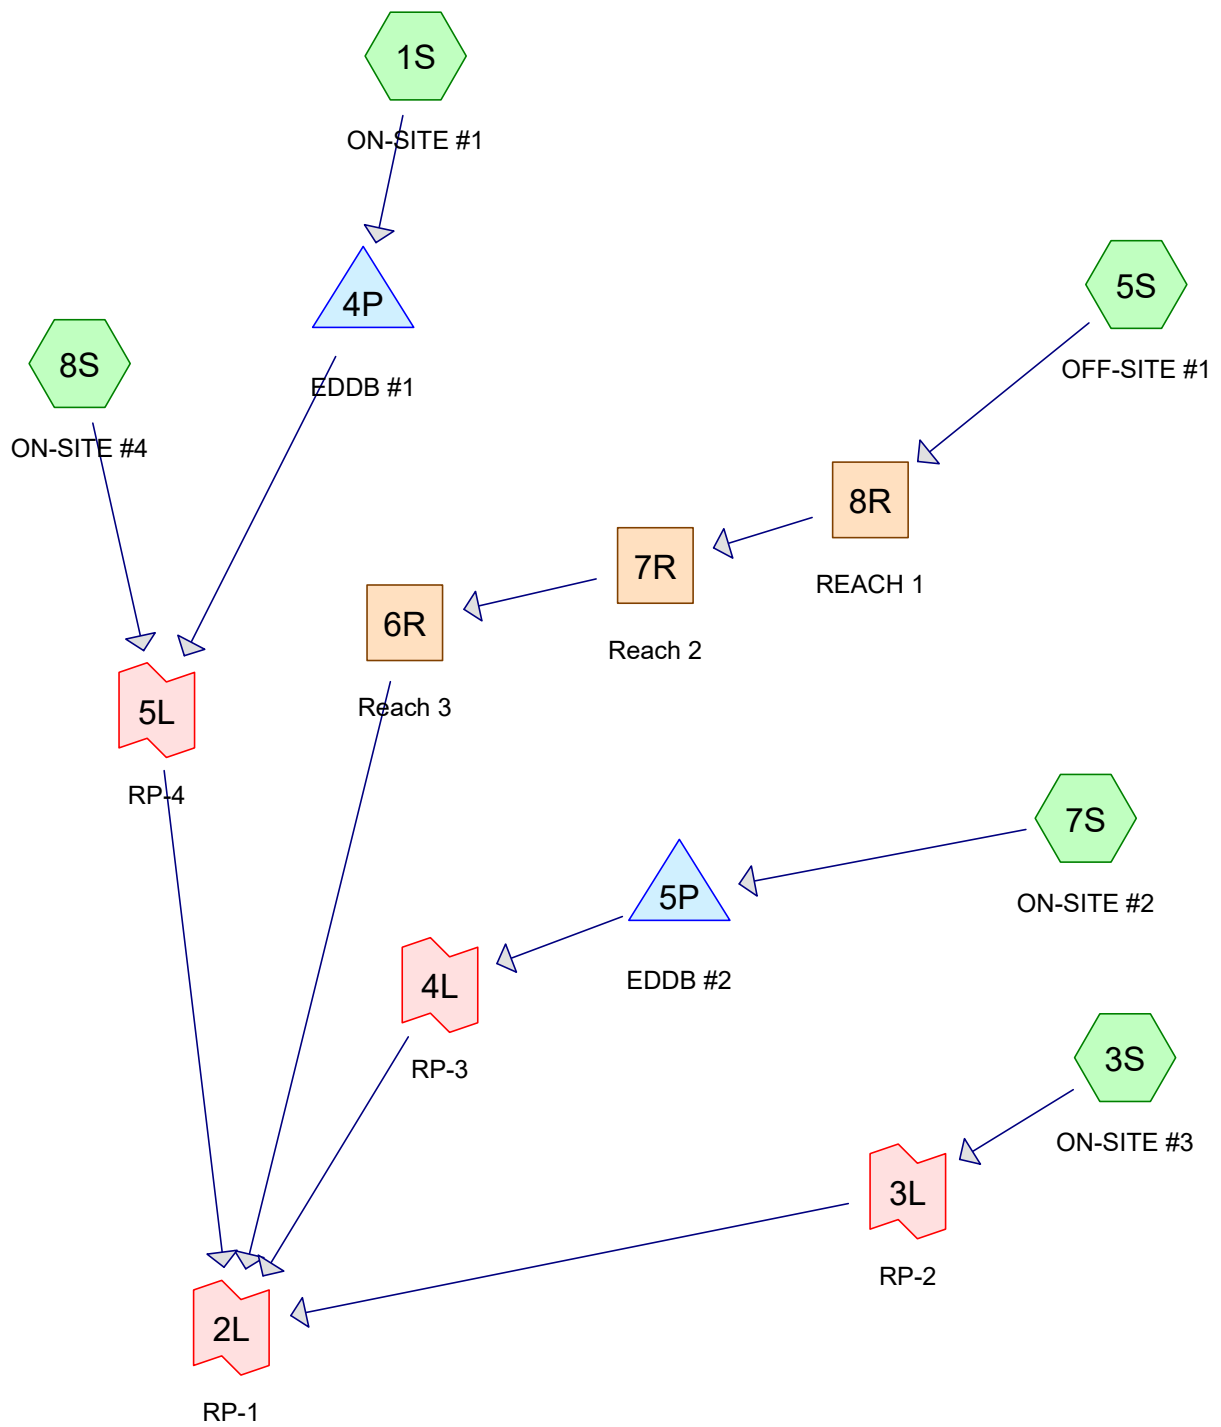 1S
ON-SITE #1
5S
OFF-SITE #1
4P
EDDB #1
8S
ON-SITE #4
8R
REACH 1
7R
Reach 2
6R
Reach 3
5L
RP-4
7S
ON-SITE #2
5P
EDDB #2
4L
RP-3
3S
ON-SITE #3
3L
RP-2
2L
RP-1